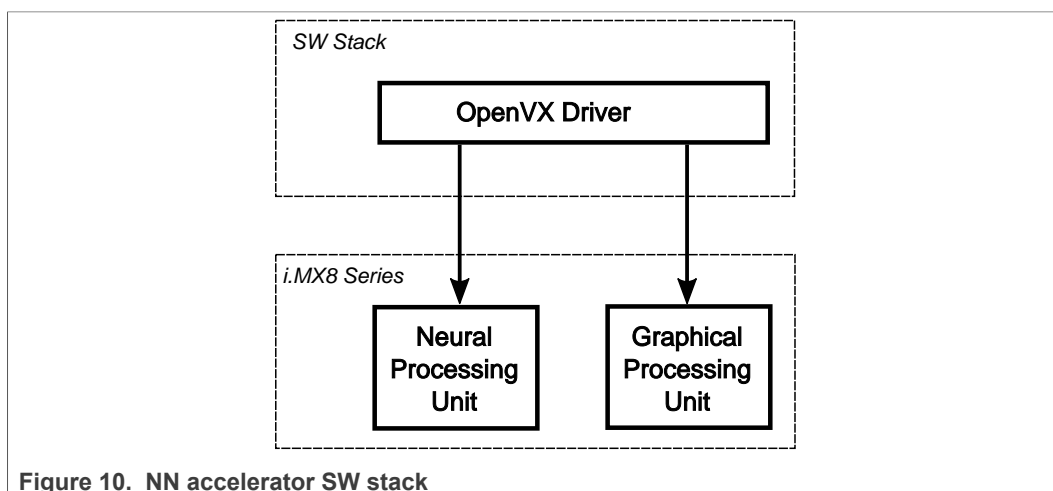 SW Stack
OpenVX Driver
i.MX8 Series
Neural
Processing
Unit
Graphical
Processing
Unit
Figure 10. NN accelerator SW stack